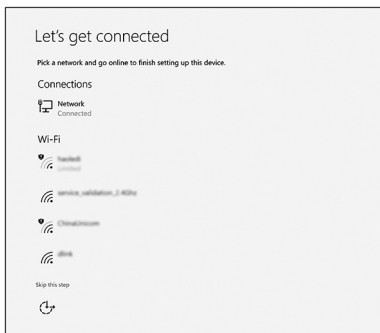 Let's get connected
Pick a network and go online to finish setting up this device.
Connections
Network
Connected
Wi-Fi
Limited
service_validation_2.4Ghz
ChinaUnicom
dlink
Skip this step